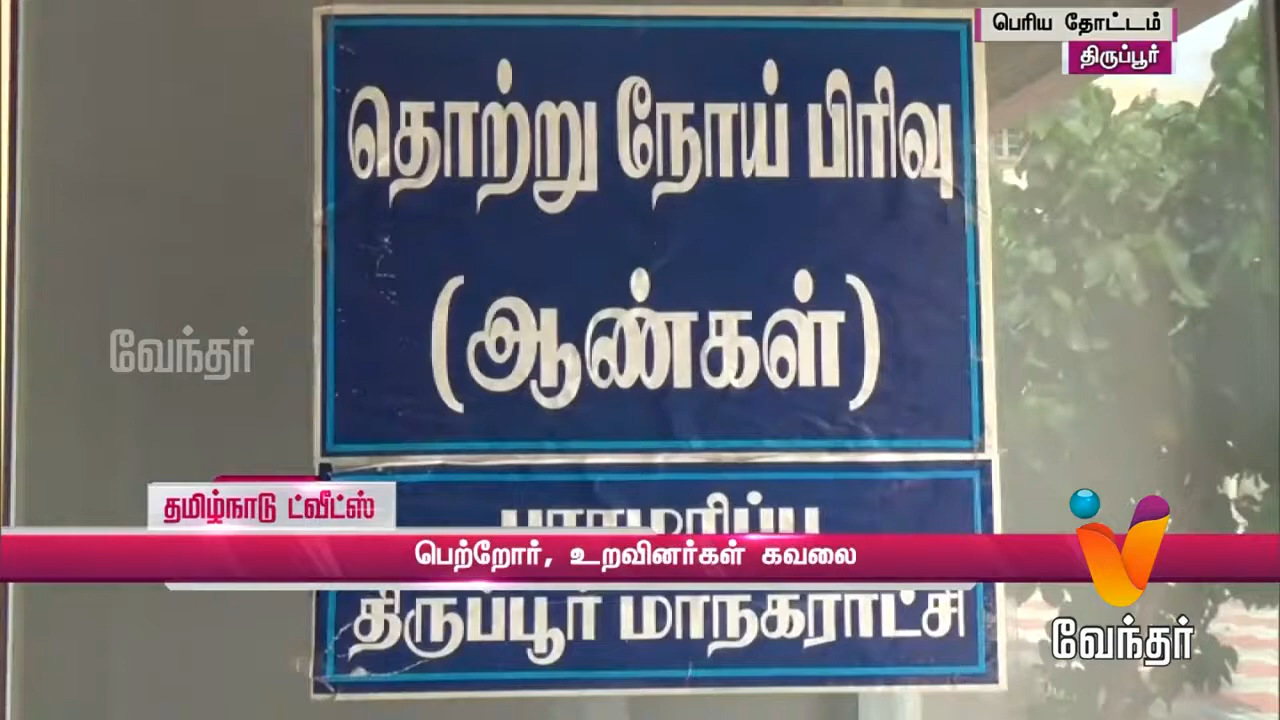 பெரிய தோட்டம்
திருப்பூர்
தொற்று நோய் பிரிவு
(ஆண்கள்)
வேந்தர்
தமிழ்நாடு ட்வீட்ஸ்
பெற்றோர், உறவினர்கள் கவலை
திருப்பூர் மாநகராட்சி
வேந்தர்